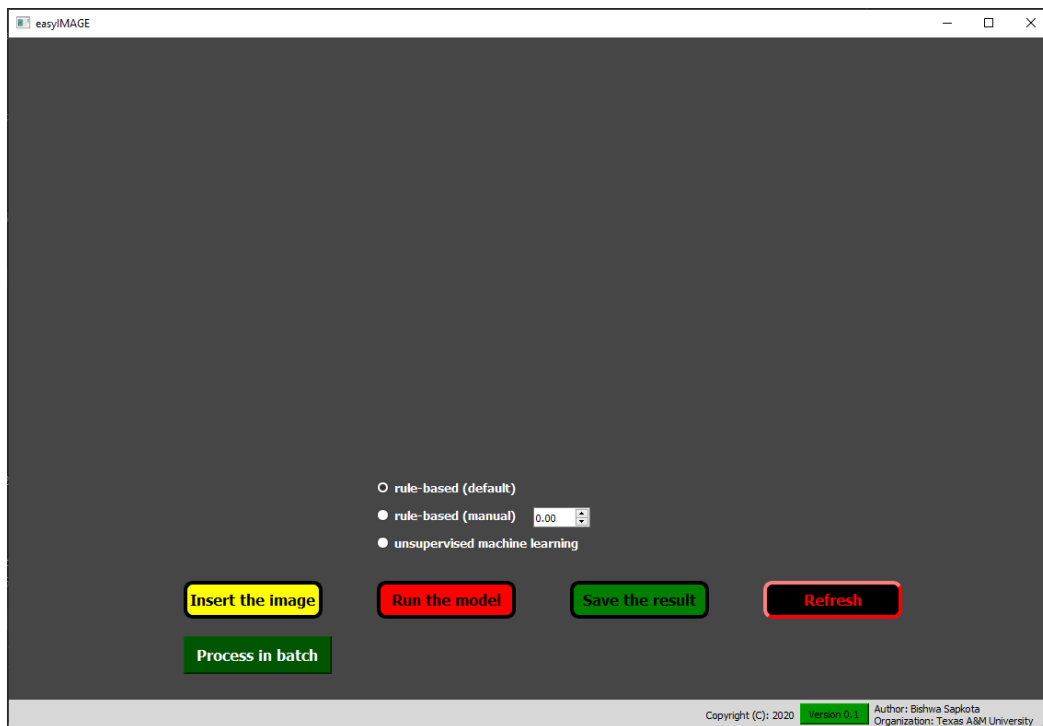 easyIMAGE
rule-based (default)
rule-based (manual) 0.00
unsupervised machine learning
Insert the image Run the model Save the result Refresh
Process in batch
Copyright (C): 2020 Version 0.1 Author: Bishwa Sapkota
Organization: Texas A&M University